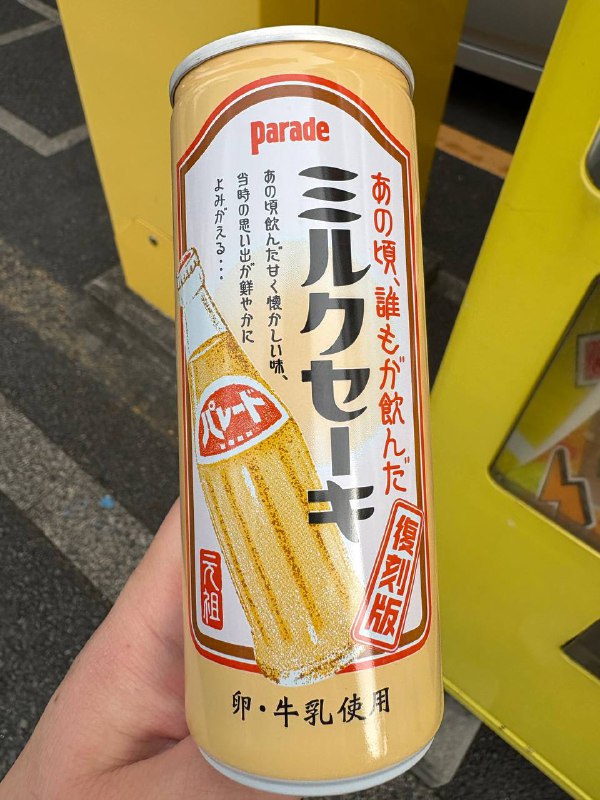 Parade
あの頃、誰もが飲んだ
ミルクセーキ
あの頃飲んだ甘く懐かしい味、
当時の思い出が鮮やかに
よみがえる…
パレード
復刻版
元祖
卵・牛乳使用